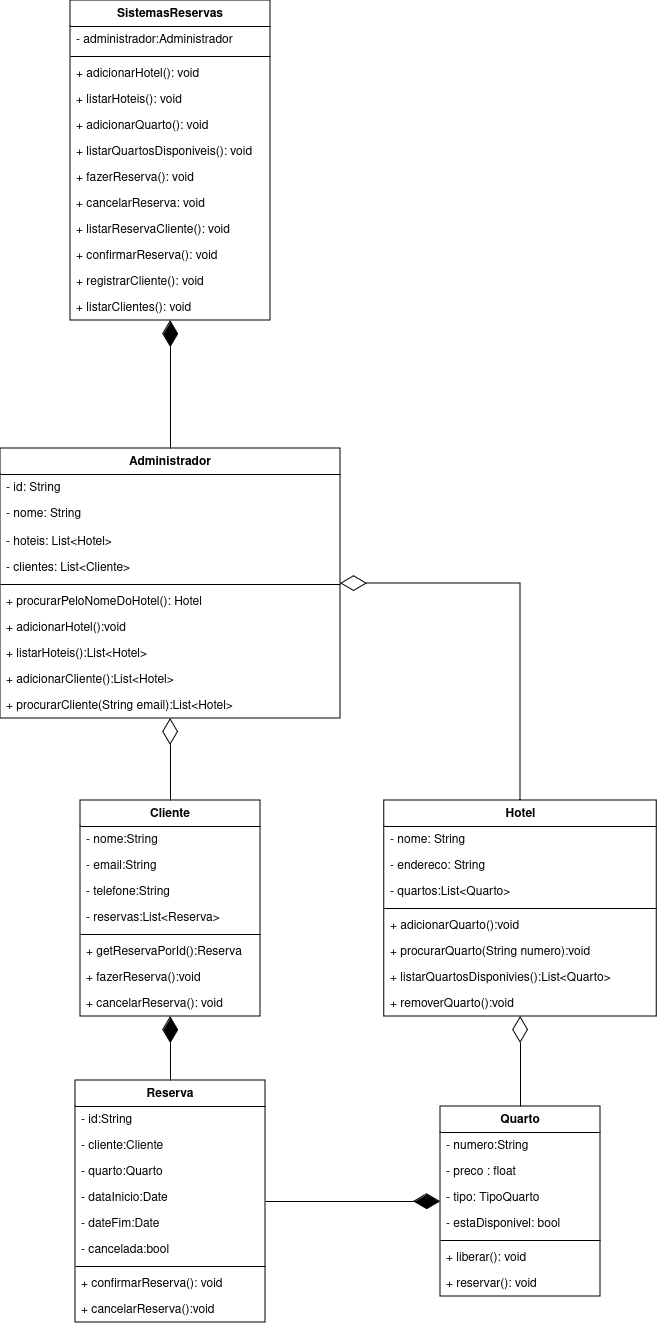 SistemasReservas
- administrador:Administrador
+ adicionarHotel(): void
+ listarHoteis(): void
+ adicionarQuarto(): void
+ listarQuartosDisponiveis(): void
+ fazerReserva(): void
+ cancelarReserva: void
+ listarReservaCliente(): void
+ confirmarReserva(): void
+ registrarCliente(): void
+ listarClientes(): void
Administrador
- id: String
- nome: String
- hoteis: List<Hotel>
- clientes: List<Cliente>
+ procurarPeloNomeDoHotel(): Hotel
+ adicionarHotel():void
+ listarHoteis():List<Hotel>
+ adicionarCliente():List<Hotel>
+ procurarCliente(String email):List<Hotel>
Cliente
- nome:String
- email:String
- telefone:String
- reservas:List<Reserva>
+ getReservaPorId():Reserva
+ fazerReserva():void
+ cancelarReserva(): void
Hotel
- nome: String
- endereco: String
- quartos:List<Quarto>
+ adicionarQuarto():void
+ procurarQuarto(String numero):void
+ listarQuartosDisponivies():List<Quarto>
+ removerQuarto():void
Reserva
- id:String
- cliente:Cliente
- quarto:Quarto
- dataInicio:Date
- dateFim:Date
- cancelada:bool
+ confirmarReserva(): void
+ cancelarReserva():void
Quarto
- numero:String
- preco : float
- tipo: TipoQuarto
- estaDisponivel: bool
+ liberar(): void
+ reservar(): void